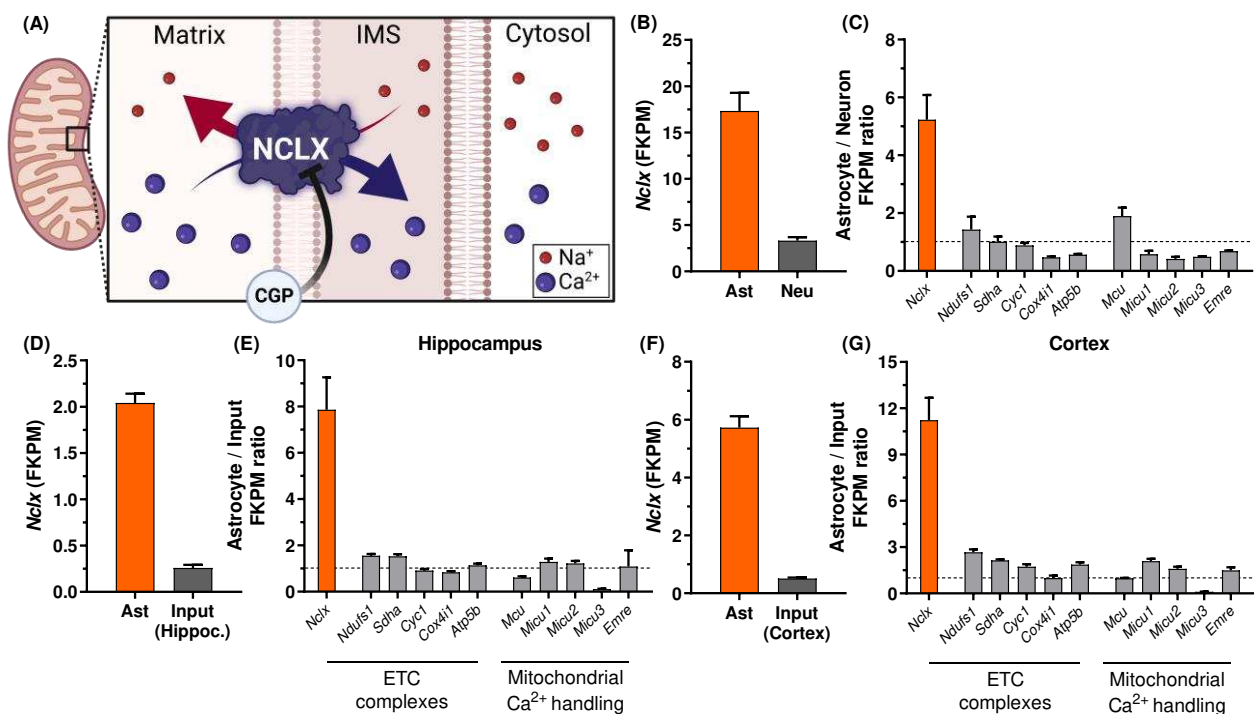 (A)
Matrix
IMS
Cytosol
NCLX
CGP
Na⁺
Ca²⁺
(B)
Nclx (FKPM)
25
20
15
10
5
0
Ast
Neu
(C)
Astrocyte / Neuron
FKPM ratio
8
6
4
2
0
Nclx
Ndufs1
Sdha
Cyc1
Cox4i1
Atp5b
Mcu
Micu1
Micu2
Micu3
Emre
(D)
Nclx (FKPM)
2.5
2.0
1.5
1.0
0.5
0.0
Ast
Input
(Hippoc.)
(E)
Hippocampus
Astrocyte / Input
FKPM ratio
10
8
6
4
2
0
Nclx
Ndufs1
Sdha
Cyc1
Cox4i1
Atp5b
Mcu
Micu1
Micu2
Micu3
Emre
ETC
complexes
Mitochondrial
Ca²⁺ handling
(F)
Nclx (FKPM)
8
6
4
2
0
Ast
Input
(Cortex)
(G)
Cortex
Astrocyte / Input
FKPM ratio
15
12
9
6
3
0
Nclx
Ndufs1
Sdha
Cyc1
Cox4i1
Atp5b
Mcu
Micu1
Micu2
Micu3
Emre
ETC
complexes
Mitochondrial
Ca²⁺ handling